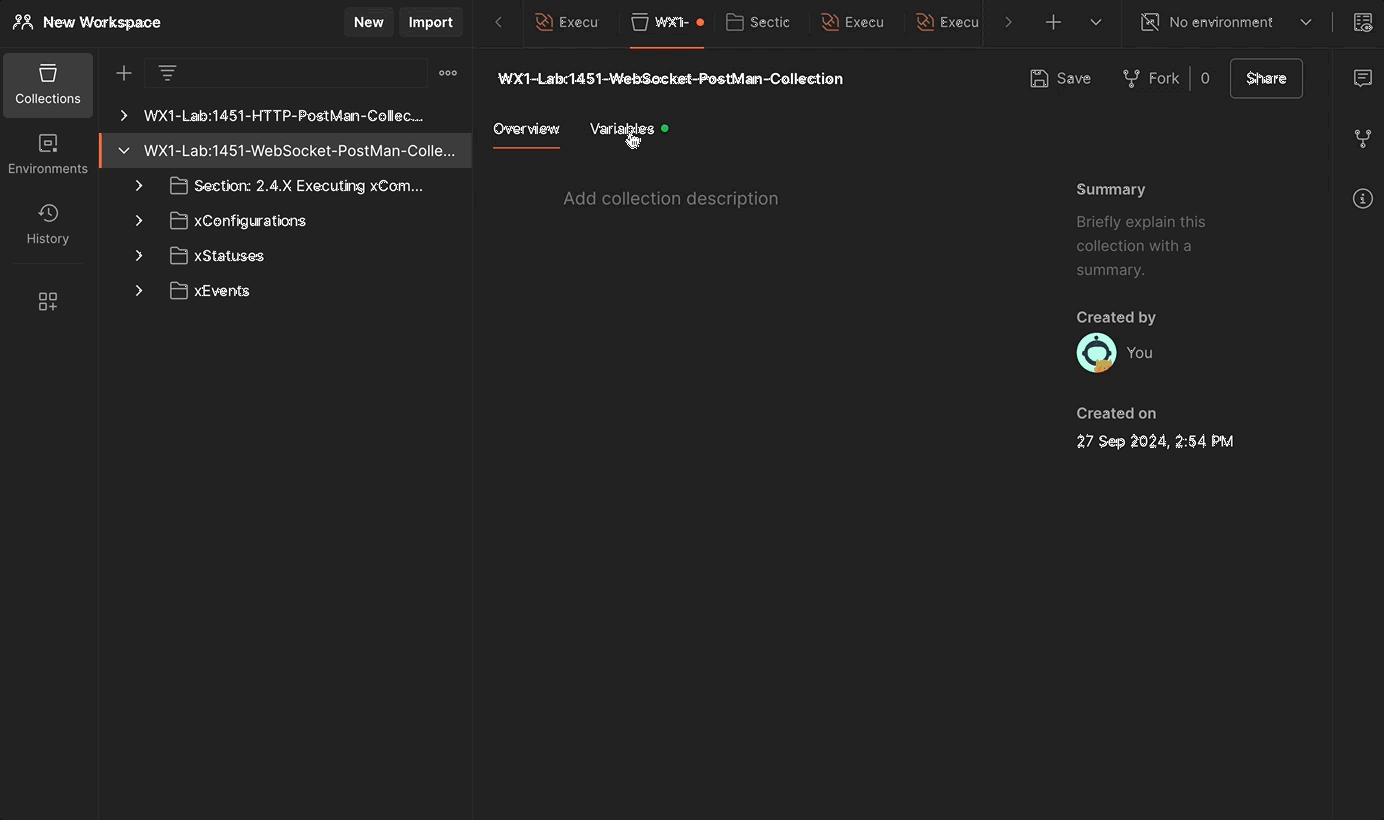 New Workspace
New
Import
Execu
WX1-
Sectic
Execu
Execu
No environment
Collections
Environments
History
WX1-Lab:1451-HTTP-PostMan-Collec...
WX1-Lab:1451-WebSocket-PostMan-Colle...
Section: 2.4.X Executing xCom...
xConfigurations
xStatuses
xEvents
WX1-Lab:1451-WebSocket-PostMan-Collection
Save
Fork
0
Share
Overview
Variables
Add collection description
Summary
Briefly explain this
collection with a
summary.
Created by
You
Created on
27 Sep 2024, 2:54 PM